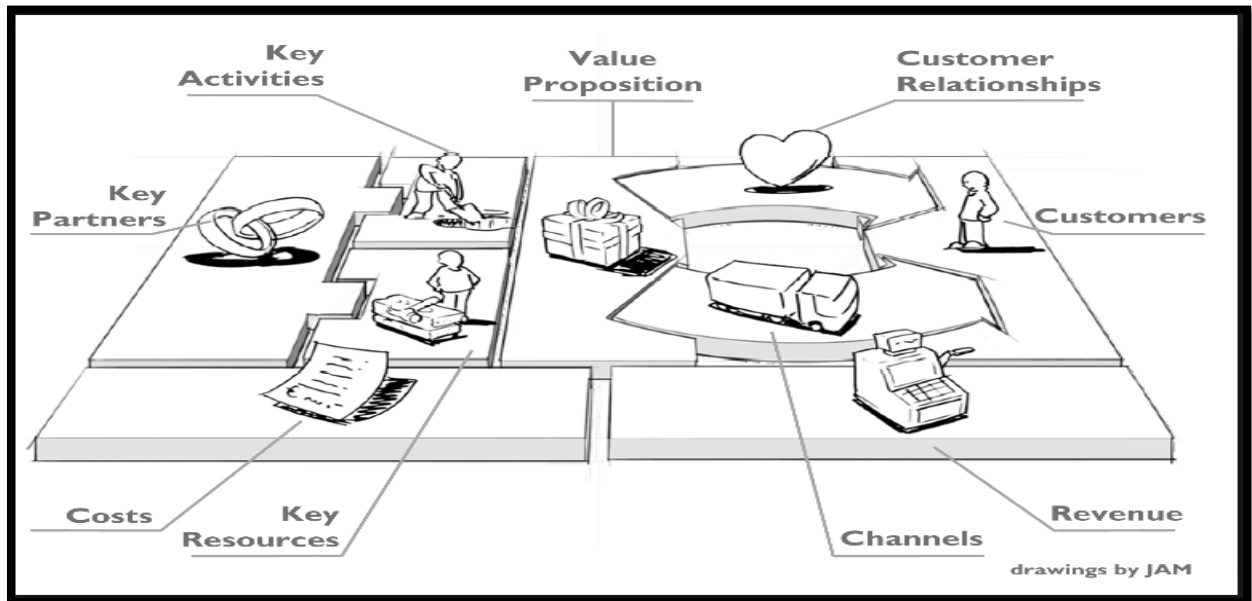 Key
Activities
Value
Proposition
Customer
Relationships
Key
Partners
Customers
Costs
Key
Resources
Channels
Revenue
drawings by JAM